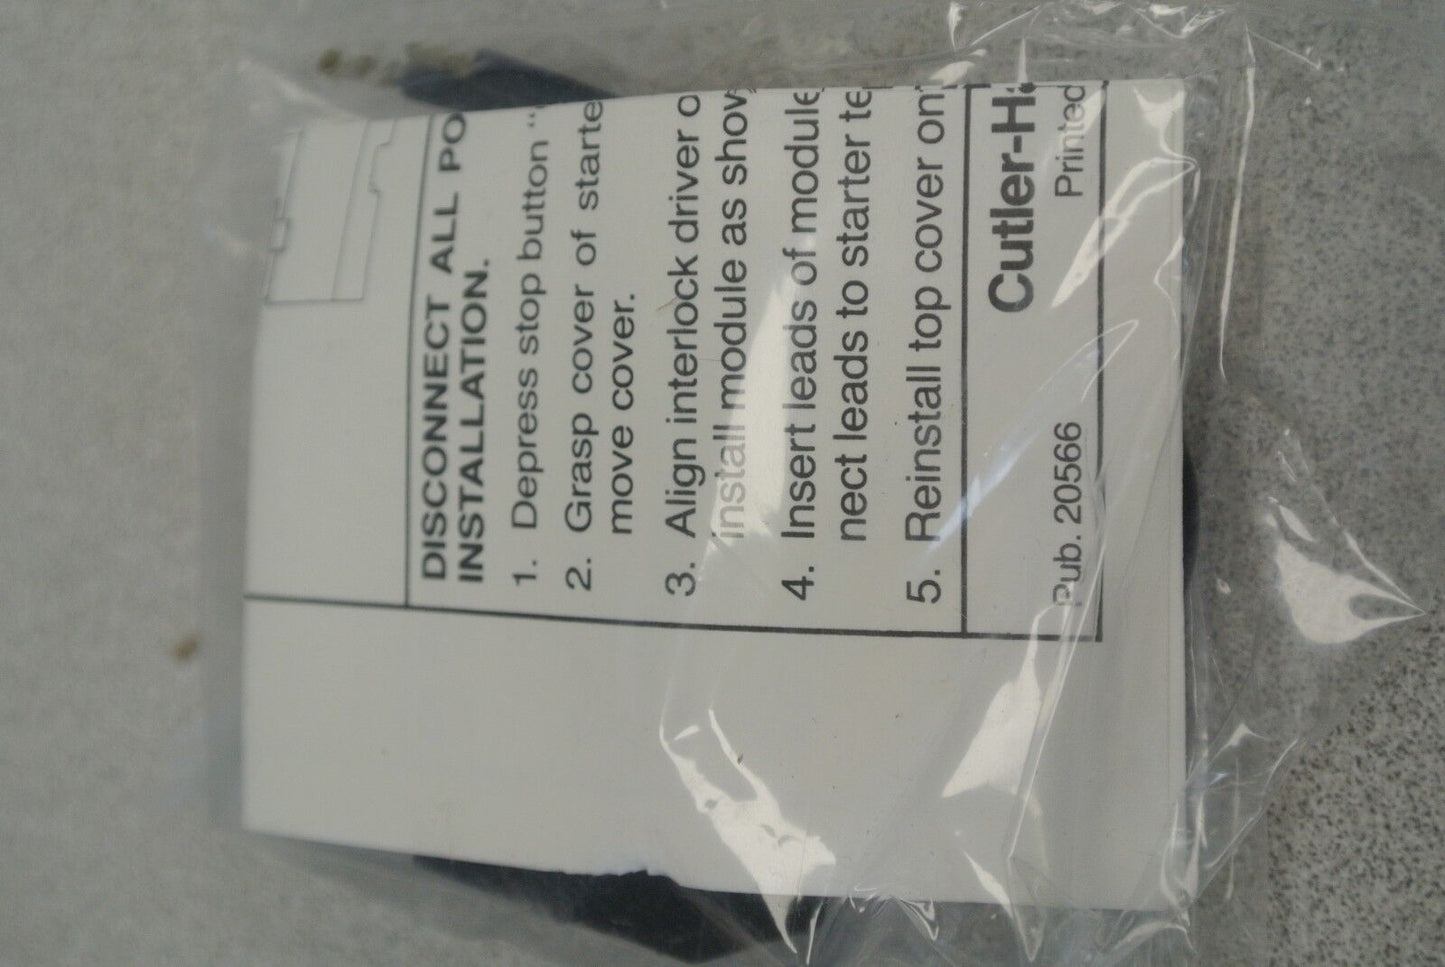 DISCONNECT ALL PO
INSTALLATION.
1. Depress stop button “
2. Grasp cover of starte
move cover.
3. Align interlock driver o
install module as show
4. Insert leads of module
nect leads to starter te
5. Reinstall top cover on
Cutler-H
Pub. 20566 Printed